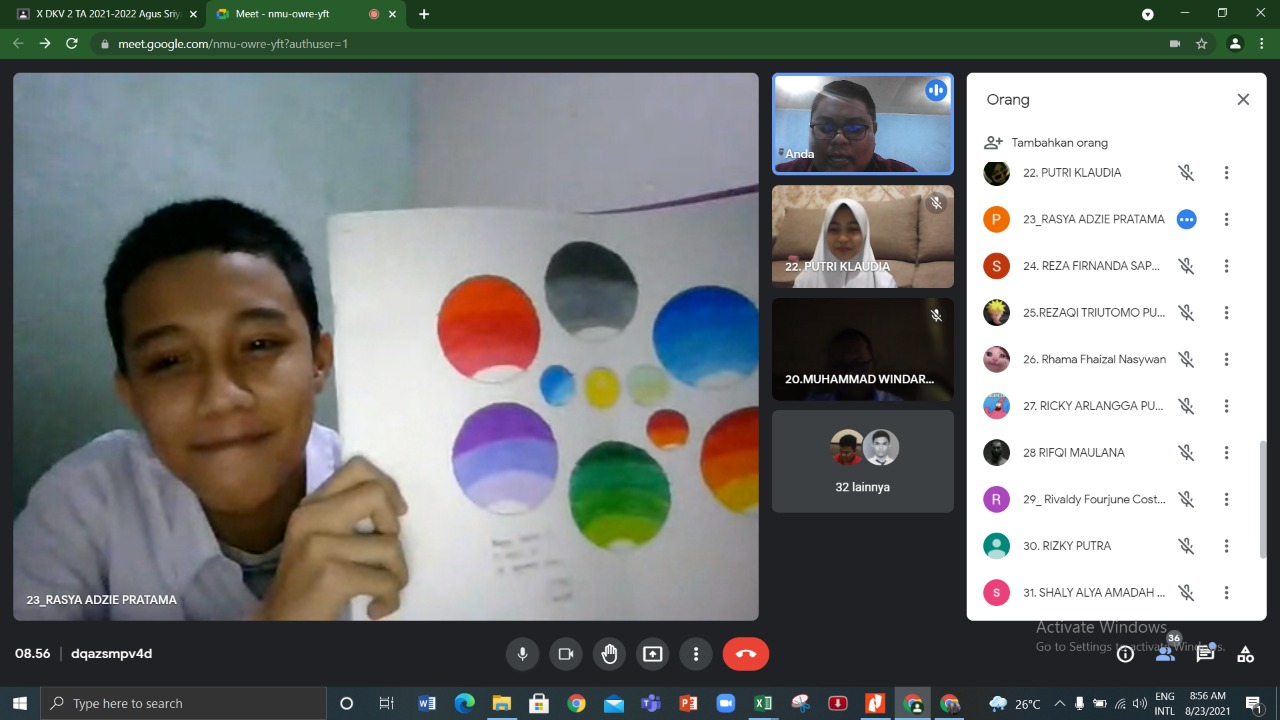 X DKV 2 TA 2021-2022 Agus Sriy
Meet - nmu-owre-yft
meet.google.com/nmu-owre-yft?authuser=1
23_RASYA ADZIE PRATAMA
Anda
22. PUTRI KLAUDIA
20.MUHAMMAD WINDAR...
32 lainnya
Orang
Tambahkan orang
22. PUTRI KLAUDIA
P
23_RASYA ADZIE PRATAMA
S
24. REZA FIRNANDA SAP...
25.REZAQI TRIUTOMO PU...
26. Rhama Fhaizal Nasywan
27. RICKY ARLANGGA PU...
28 RIFQI MAULANA
R
29_ Rivaldy Fourjune Cost...
30. RIZKY PUTRA
S
31. SHALY ALYA AMADAH ...
08.56
dqazsmpv4d
36
Activate Windows
Go to Settings to activate Windows.
Type here to search
26°C
ENG
INTL
8:56 AM
8/23/2021
1